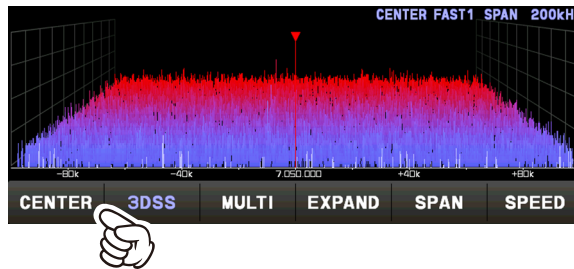 CENTER FAST1 SPAN 200kH
-80k -40k 7.050.000 +40k +80k
CENTER 3DSS MULTI EXPAND SPAN SPEED